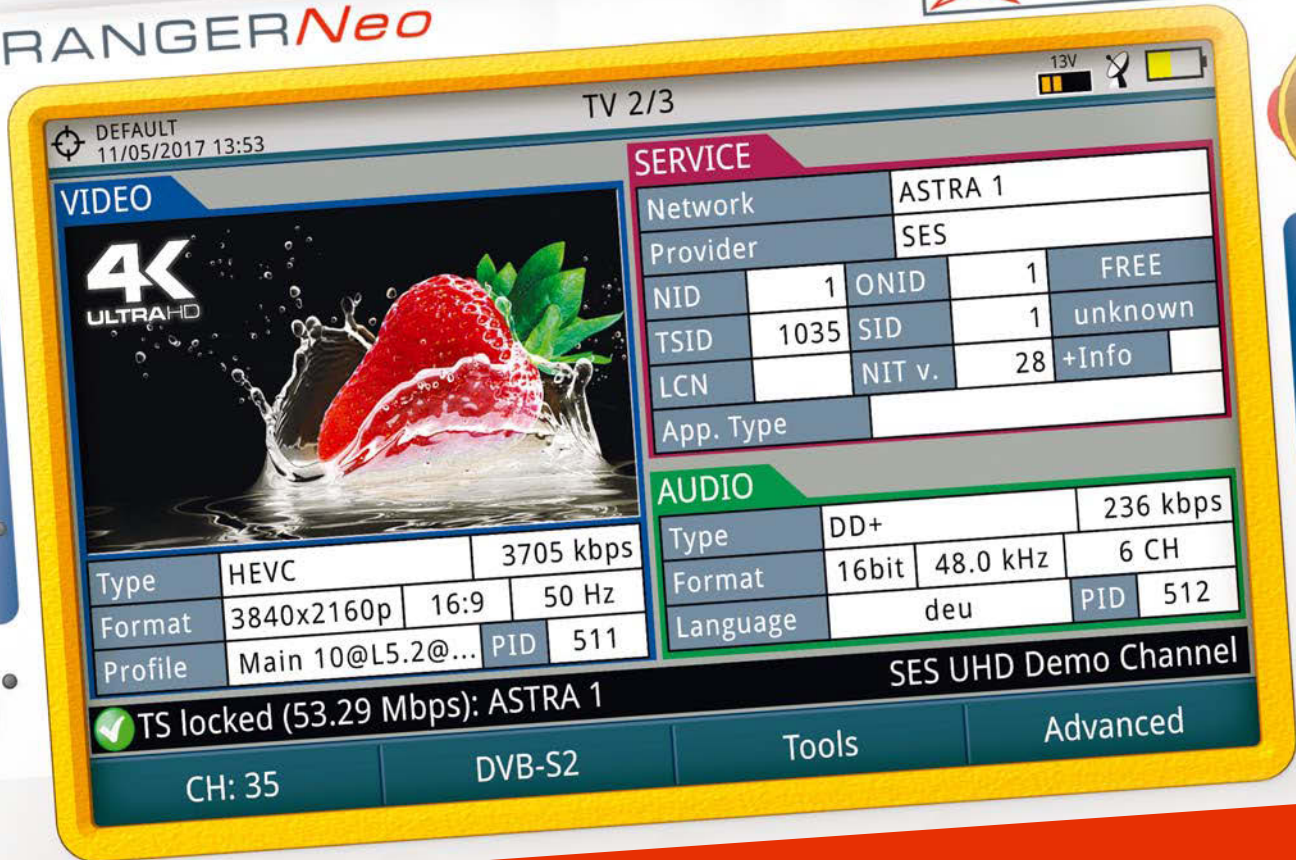 RANGERNeo
DEFAULT
11/05/2017 13:53
TV 2/3
13V
VIDEO
4K
ULTRAHD
Type HEVC 3705 kbps
Format 3840x2160p 16:9 50 Hz
Profile Main 10@L5.2@... PID 511
SERVICE
Network ASTRA 1
Provider SES
NID 1 ONID 1 FREE
TSID 1035 SID 1 unknown
LCN NIT v. 28 +Info
App. Type
AUDIO
Type DD+ 236 kbps
Format 16bit 48.0 kHz 6 CH
Language deu PID 512
TS locked (53.29 Mbps): ASTRA 1 SES UHD Demo Channel
CH: 35 DVB-S2 Tools Advanced